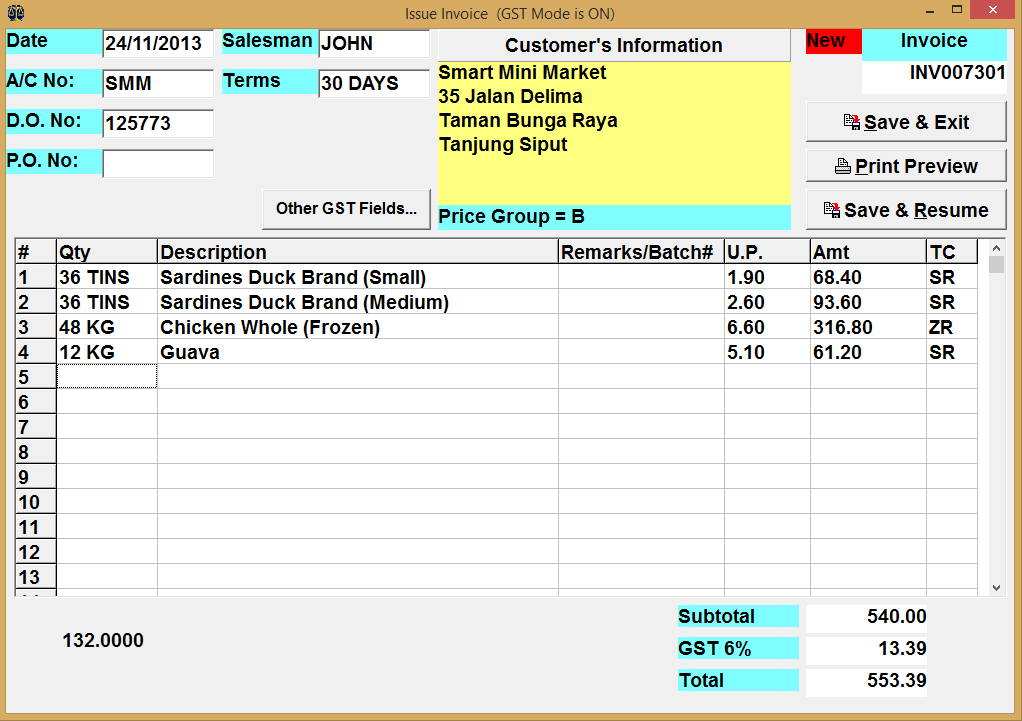 Issue Invoice (GST Mode is ON)
Date 24/11/2013 Salesman JOHN Customer's Information New Invoice
INV007301
A/C No: SMM Terms 30 DAYS
Smart Mini Market
35 Jalan Delima
Taman Bunga Raya
Tanjung Siput
D.O. No: 125773
P.O. No:
Save & Exit
Print Preview
Save & Resume
Other GST Fields...
Price Group = B
# Qty Description Remarks/Batch# U.P. Amt TC
1 36 TINS Sardines Duck Brand (Small) 1.90 68.40 SR
2 36 TINS Sardines Duck Brand (Medium) 2.60 93.60 SR
3 48 KG Chicken Whole (Frozen) 6.60 316.80 ZR
4 12 KG Guava 5.10 61.20 SR
5
6
7
8
9
10
11
12
13
132.0000
Subtotal 540.00
GST 6% 13.39
Total 553.39